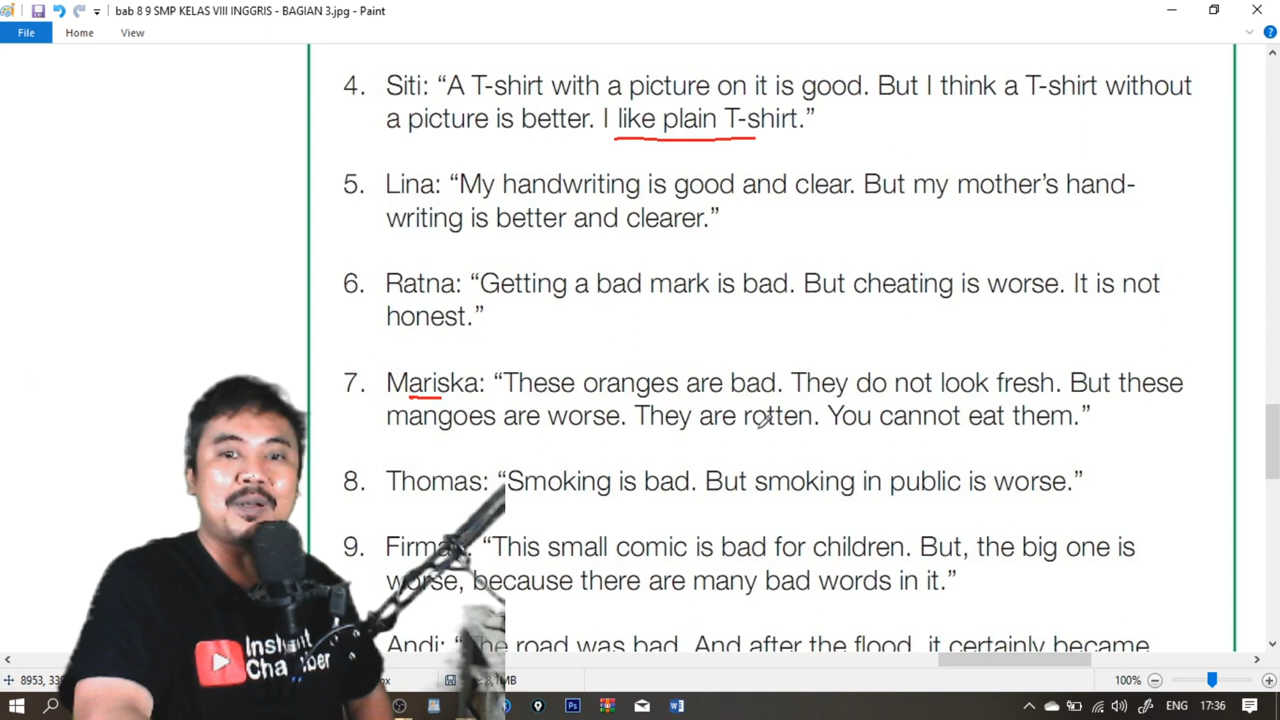 bab 8 9 SMP KELAS VIII INGGRIS - BAGIAN 3.jpg - Paint
File Home View
4. Siti: “A T-shirt with a picture on it is good. But I think a T-shirt without
a picture is better. I like plain T-shirt.”
5. Lina: “My handwriting is good and clear. But my mother’s hand-
writing is better and clearer.”
6. Ratna: “Getting a bad mark is bad. But cheating is worse. It is not
honest.”
7. Mariska: “These oranges are bad. They do not look fresh. But these
mangoes are worse. They are rotten. You cannot eat them.”
8. Thomas: “Smoking is bad. But smoking in public is worse.”
9. Firman: “This small comic is bad for children. But, the big one is
worse, because there are many bad words in it.”
Andi: “The road was bad. And after the flood, it certainly became
100%
ENG 17:36